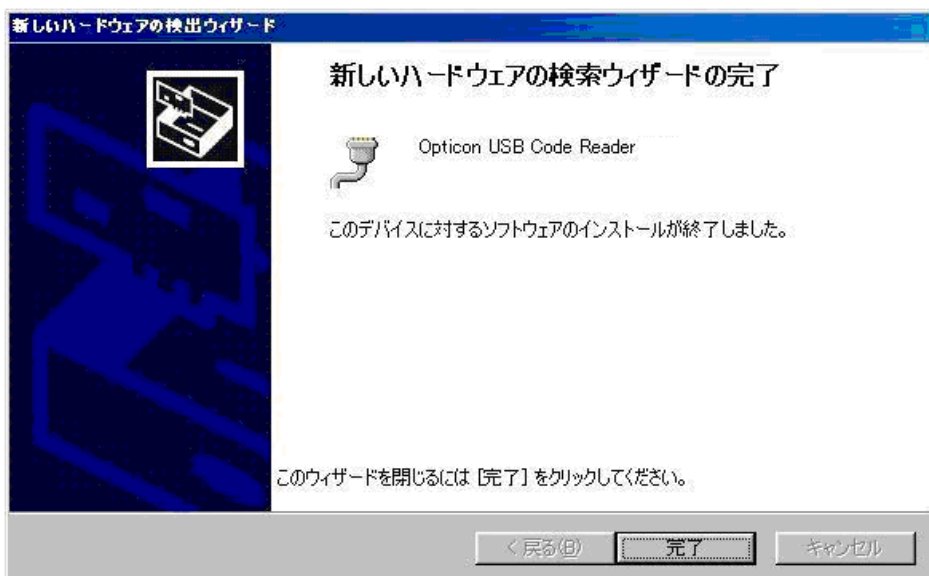 新しいハードウェアの検出ウィザード
新しいハードウェアの検索ウィザードの完了
Opticon USB Code Reader
このデバイスに対するソフトウェアのインストールが終了しました。
このウィザードを閉じるには [完了] をクリックしてください。
< 戻る(B)
完了
キャンセル